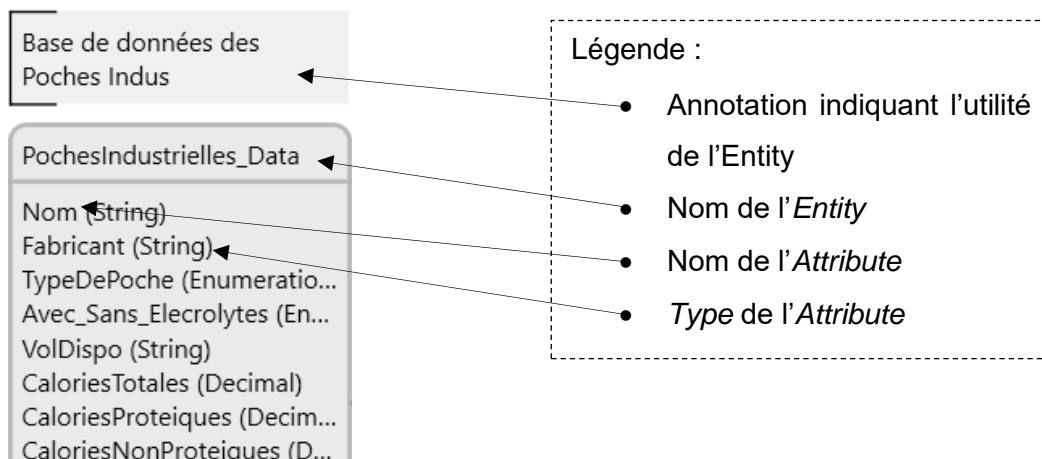 Base de données des
Poches Indus
PochesIndustrielles_Data
Nom (String)
Fabricant (String)
TypeDePoche (Enumeratio...
Avec_Sans_Elecrolytes (En...
VolDispo (String)
CaloriesTotales (Decimal)
CaloriesProteiques (Decim...
CaloriesNonProteiques (D...
Légende :
• Annotation indiquant l’utilité
de l’Entity
• Nom de l’Entity
• Nom de l’Attribute
• Type de l’Attribute